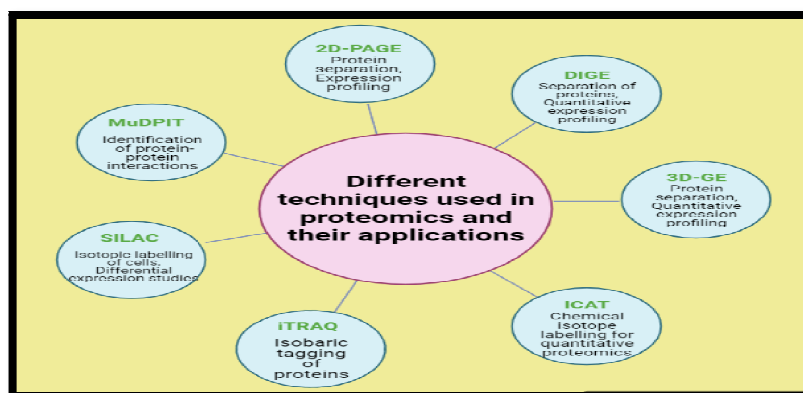 2D-PAGE
Protein
separation,
Expression
profiling
DIGE
Separation of
proteins,
Quantitative
expression
profiling
MuDPIT
Identification
of protein-
protein
interactions
Different
techniques used in
proteomics and
their applications
3D-GE
Protein
separation,
Quantitative
expression
profiling
SILAC
Isotopic labelling
of cells,
Differential
expression studies
iTRAQ
Isobaric
tagging
of
proteins
ICAT
Chemical
isotope
labelling for
quantitative
proteomics